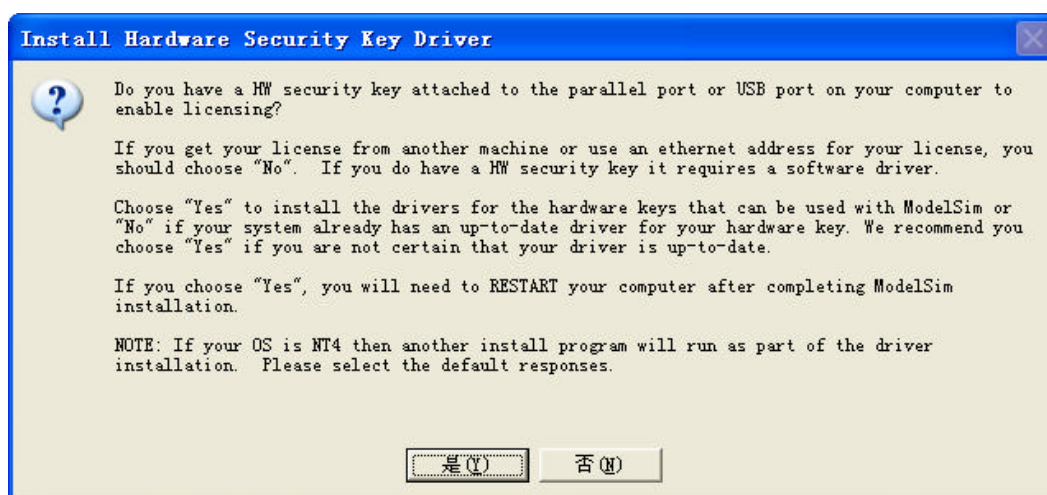 Install Hardware Security Key Driver
Do you have a HW security key attached to the parallel port or USB port on your computer to
enable licensing?
If you get your license from another machine or use an ethernet address for your license, you
should choose "No".  If you do have a HW security key it requires a software driver.
Choose "Yes" to install the drivers for the hardware keys that can be used with ModelSim or
"No" if your system already has an up-to-date driver for your hardware key. We recommend you
choose "Yes" if you are not certain that your driver is up-to-date.
If you choose "Yes", you will need to RESTART your computer after completing ModelSim
installation.
NOTE: If your OS is NT4 then another install program will run as part of the driver
installation.  Please select the default responses.
是(Y) 否(N)